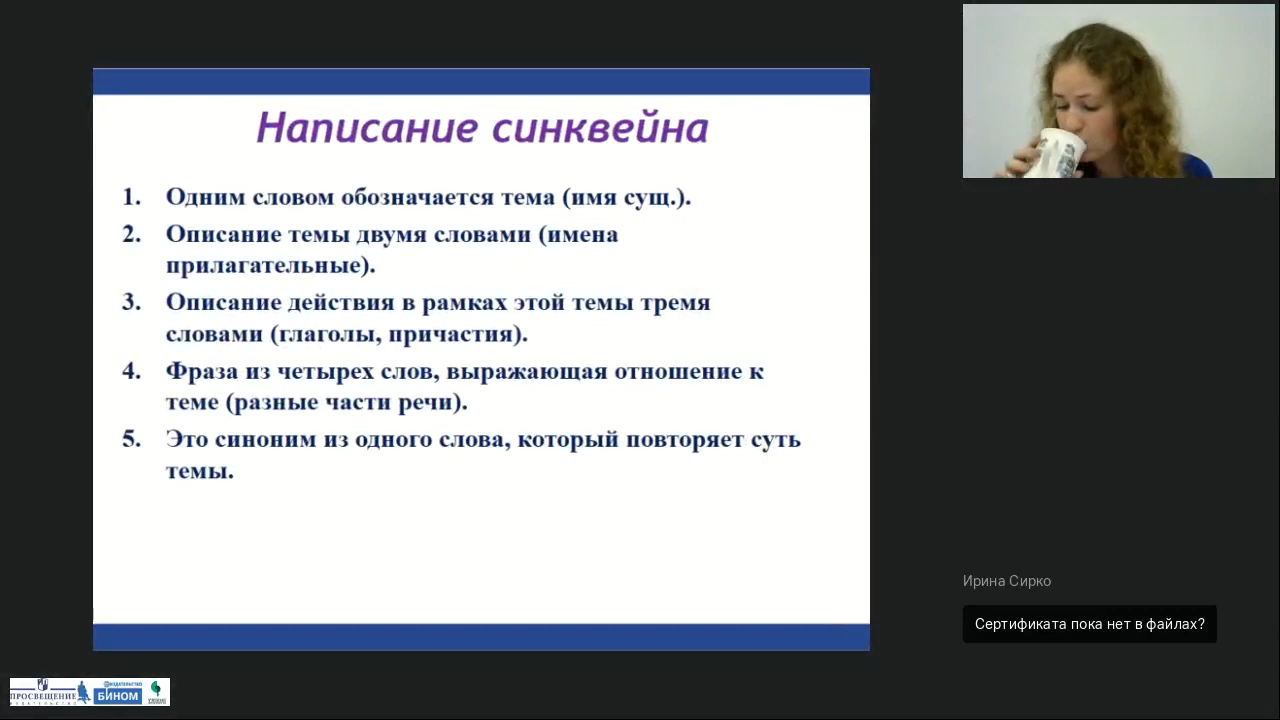 Написание синквейна
1. Одним словом обозначается тема (имя сущ.).
2. Описание темы двумя словами (имена
прилагательные).
3. Описание действия в рамках этой темы тремя
словами (глаголы, причастия).
4. Фраза из четырех слов, выражающая отношение к
теме (разные части речи).
5. Это синоним из одного слова, который повторяет суть
темы.
Ирина Сирко
Сертификата пока нет в файлах?
ПРОСВЕЩЕНИЕ
ИЗДАТЕЛЬСТВО
ИЗДАТЕЛЬСТВО
БИНОМ